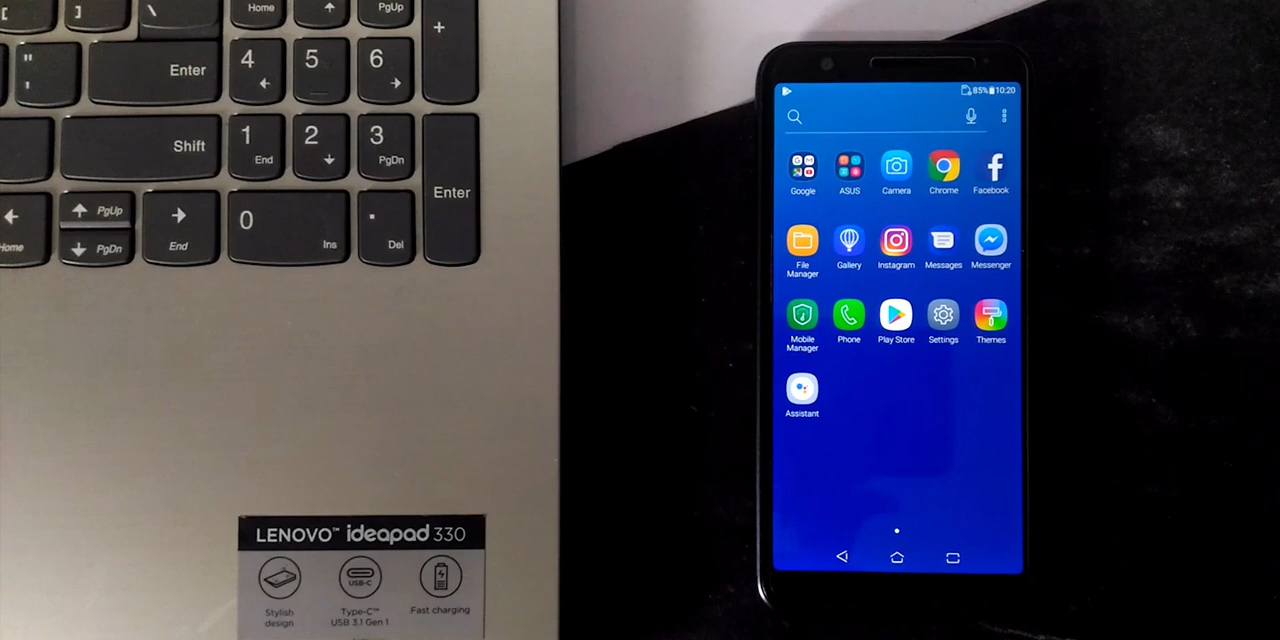 [
]
\
Home
↑
PgUp
+
"
'
Enter
4
←
5
6
→
Shift
1
End
2
↓
3
PgDn
Enter
←
Home
↑ PgUp
↓ PgDn
→
End
0
Ins
.
Del
LENOVO™ ideapad 330
USB-C
Stylish
design
Type-C™
USB 3.1 Gen 1
Fast charging
85% 10:20
Google ASUS Camera Chrome Facebook
File
Manager
Gallery Instagram Messages Messenger
Mobile
Manager
Phone Play Store Settings Themes
Assistant